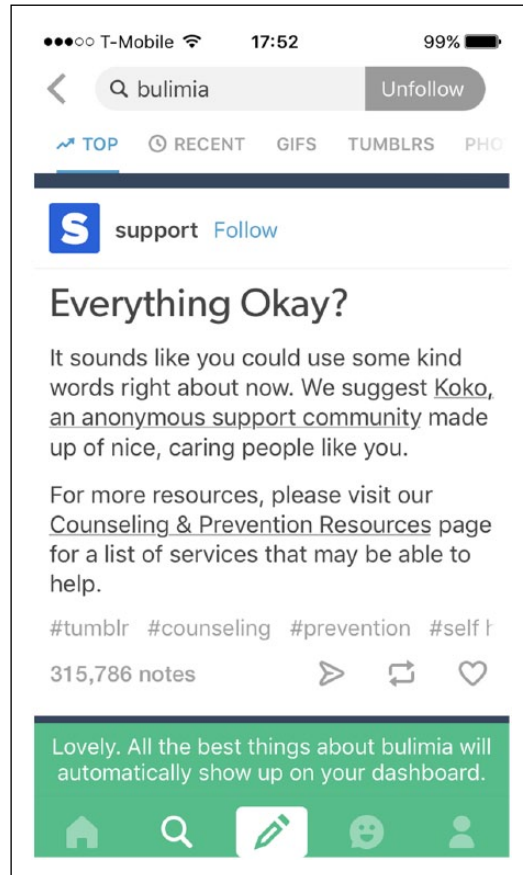 T-Mobile 17:52 99%
bulimia Unfollow
TOP RECENT GIFS TUMBLRS PHO
S support Follow
Everything Okay?
It sounds like you could use some kind
words right about now. We suggest Koko,
an anonymous support community made
up of nice, caring people like you.
For more resources, please visit our
Counseling & Prevention Resources page
for a list of services that may be able to
help.
#tumblr #counseling #prevention #self h
315,786 notes
Lovely. All the best things about bulimia will
automatically show up on your dashboard.